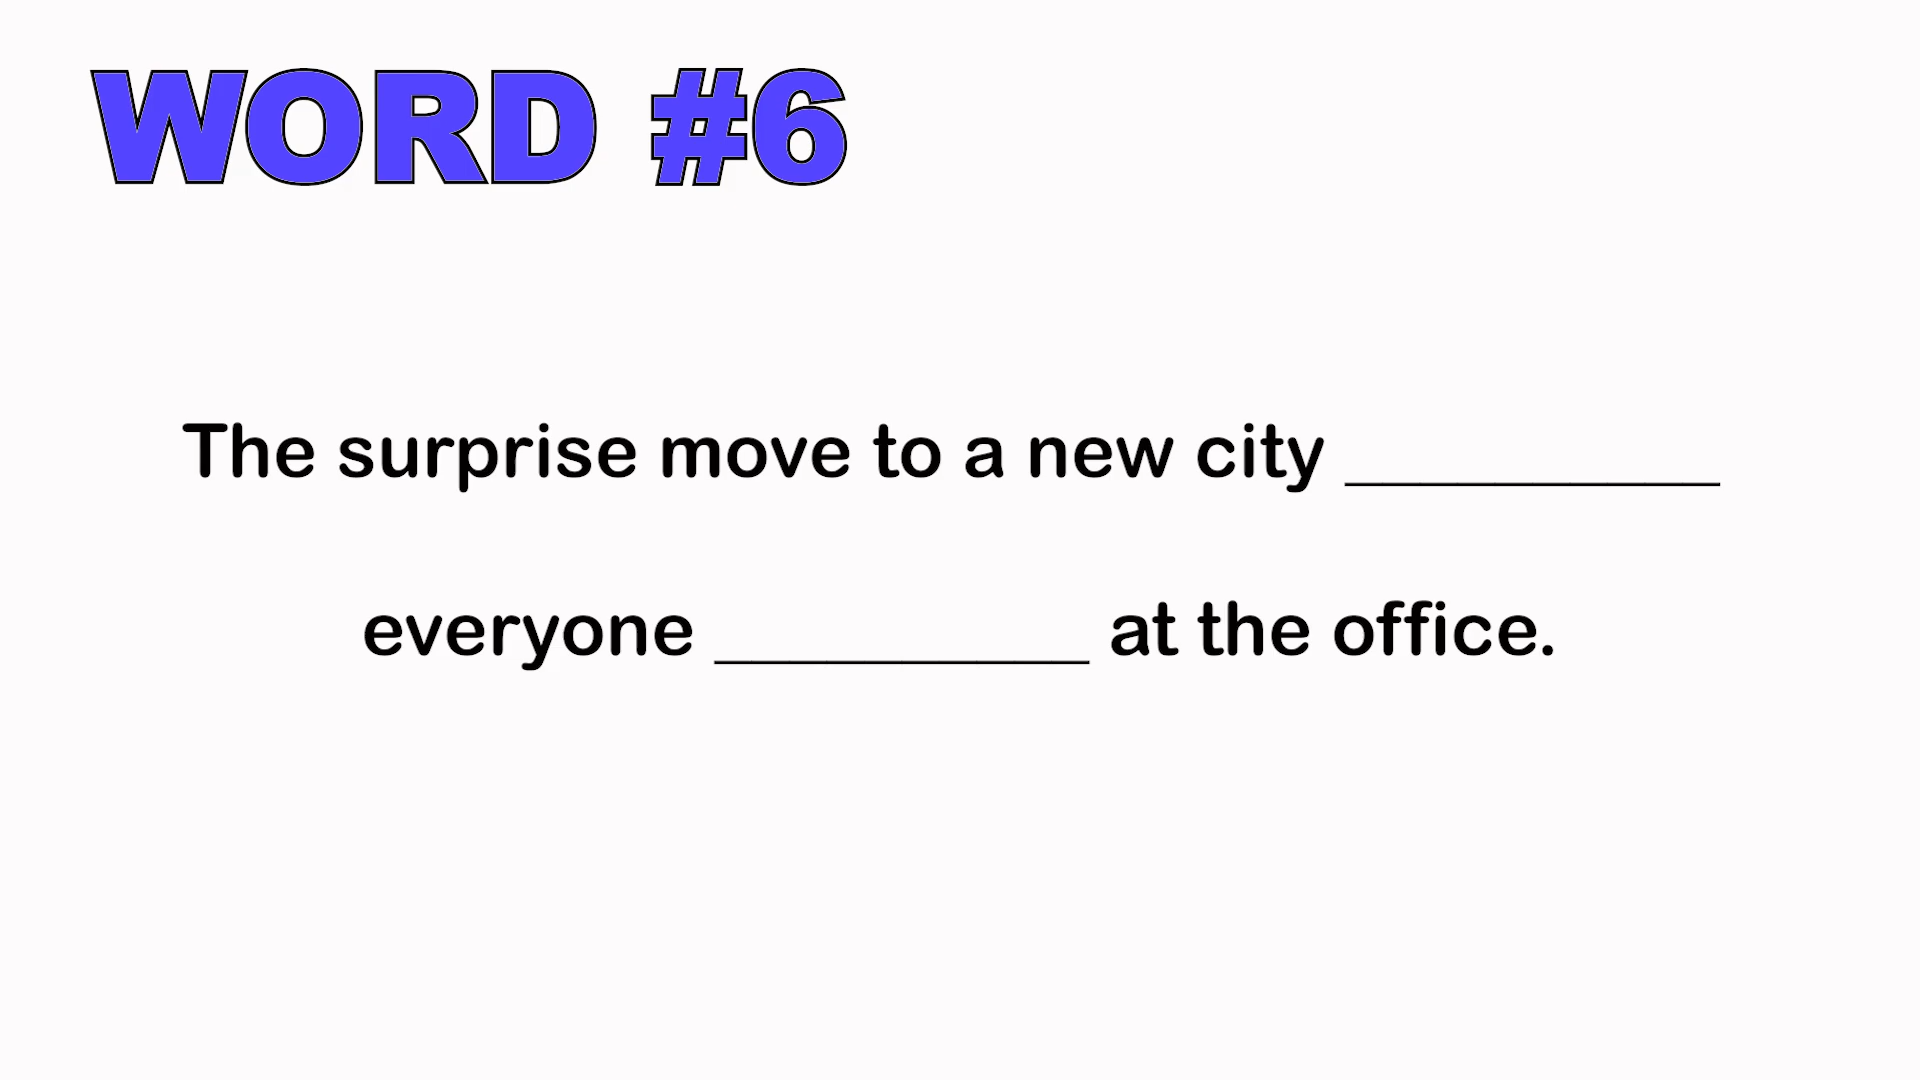 WORD #6
The surprise move to a new city __________
everyone __________ at the office.